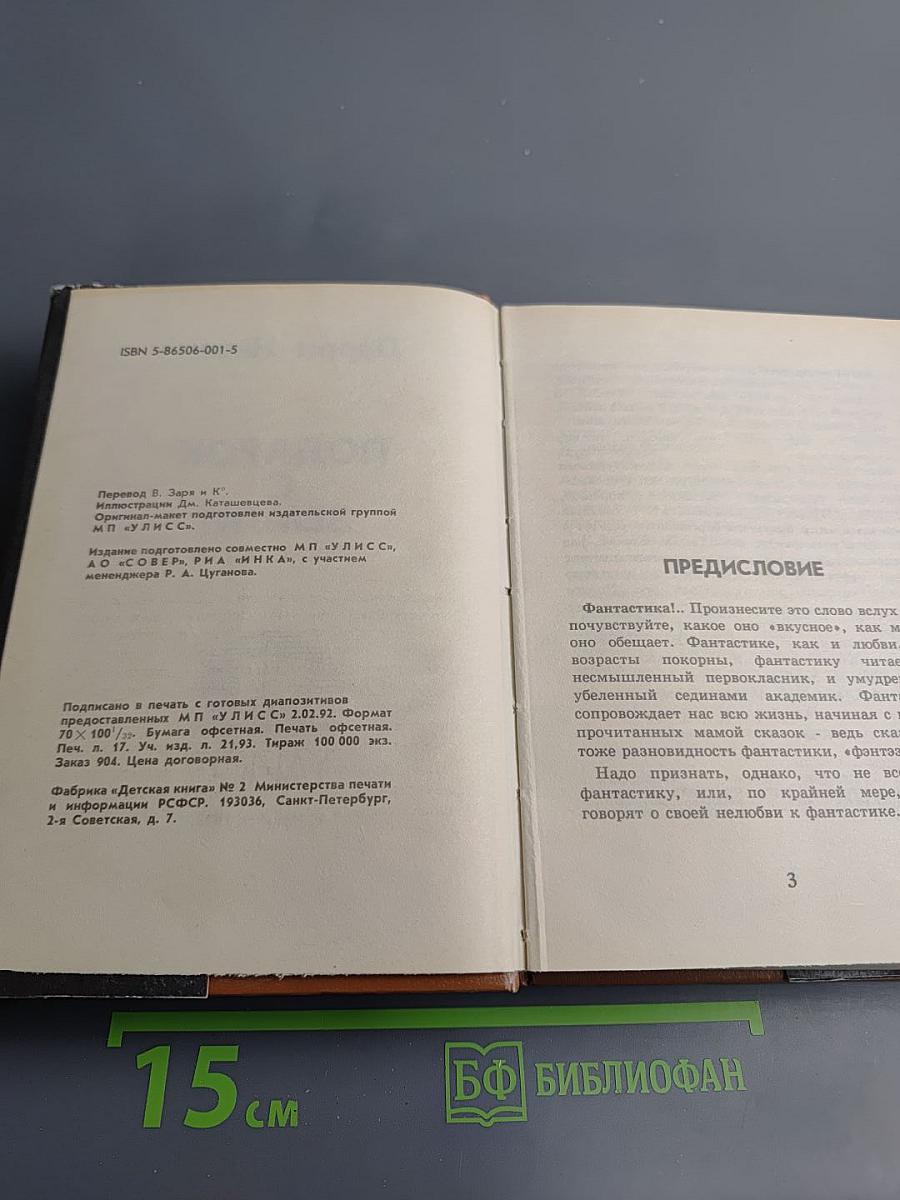 ISBN 5-86506-001-5
Перевод В. Заря и К°.
Иллюстрации Дм. Каташевцева.
Оригинал-макет подготовлен издательской группой
МП «УЛИСС».
Издание подготовлено совместно МП «УЛИСС»,
АО «СОВЕР», РИА «ИНКА», с участием
мененджера Р. А. Цуганова.
Подписано в печать с готовых диапозитивов
предоставленных МП «УЛИСС» 2.02.92. Формат
70×100¹/₃₂. Бумага офсетная. Печать офсетная.
Печ. л. 17. Уч. изд. л. 21,93. Тираж 100 000 экз.
Заказ 904. Цена договорная.
Фабрика «Детская книга» № 2 Министерства печати
и информации РСФСР. 193036, Санкт-Петербург,
2-я Советская, д. 7.
ПРЕДИСЛОВИЕ
Фантастика!.. Произнесите это слово вслух
почувствуйте, какое оно «вкусное», как
оно обещает. Фантастике, как и любви,
возрасты покорны, фантастику
несмышленный первокласник, и
убеленный сединами академик.
сопровождает нас всю жизнь, начиная с
прочитанных мамой сказок - ведь
тоже разновидность фантастики,
Надо признать, однако, что не
фантастику, или, по крайней мере,
говорят о своей нелюбви к фантастике.
3
15 см
БФ БИБЛИОФАН